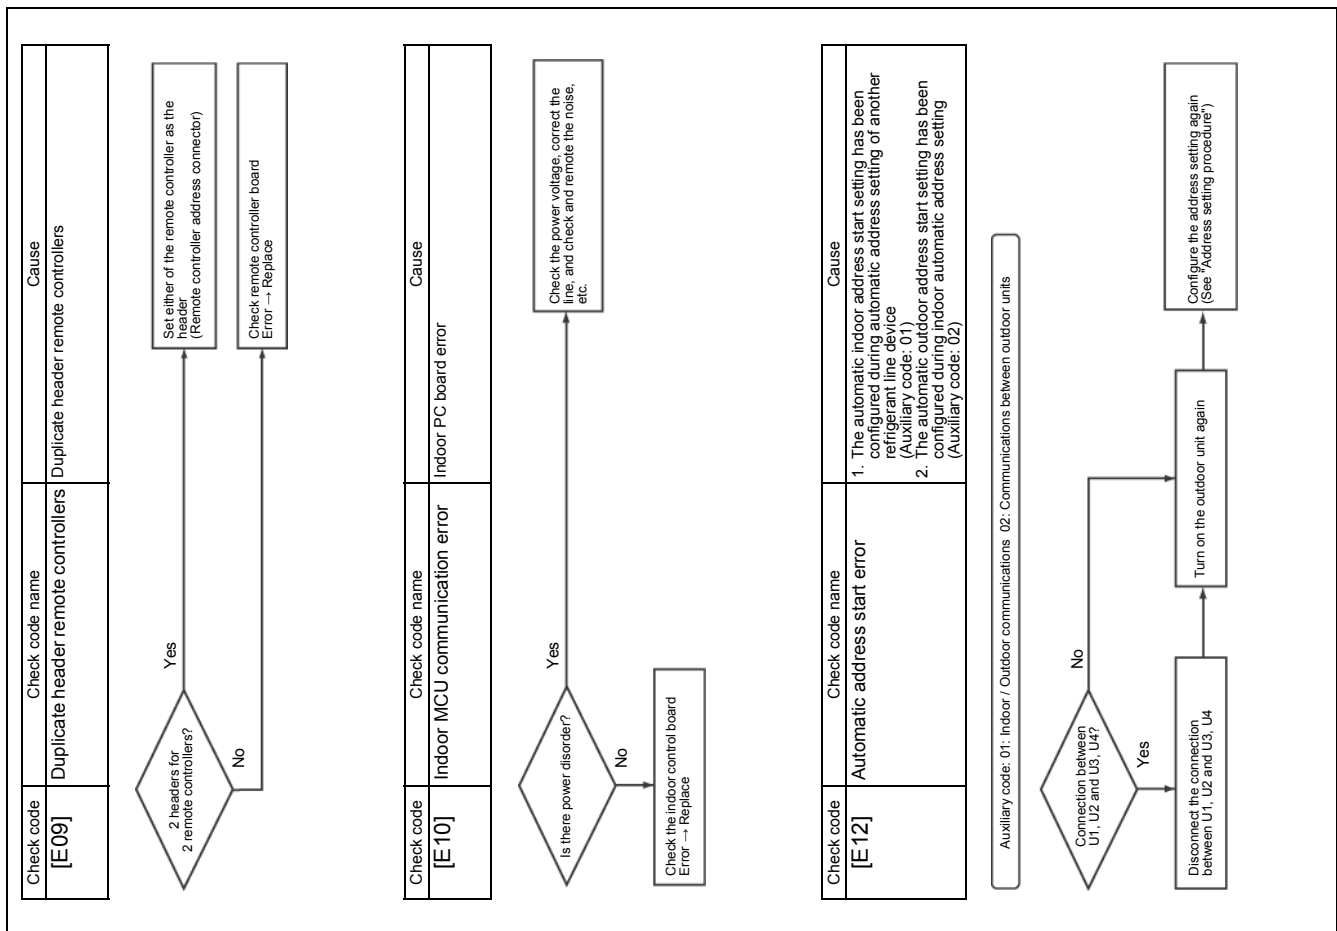 Check code
Check code name
Cause
[E09]
Duplicate header remote controllers
Duplicate header remote controllers
2 headers for
2 remote controllers?
Yes
No
Set either of the remote controller as the
header
(Remote controller address connector)
Check remote controller board
Error → Replace
Check code
Check code name
Cause
[E10]
Indoor MCU communication error
Indoor PC board error
Is there power disorder?
Yes
No
Check the power voltage, correct the
line, and check and remote the noise,
etc.
Check the indoor control board
Error → Replace
Check code
Check code name
Cause
[E12]
Automatic address start error
1. The automatic indoor address start setting has been
configured during automatic address setting of another
refrigerant line device
(Auxiliary code: 01)
2. The automatic outdoor address start setting has been
configured during indoor automatic address setting
(Auxiliary code: 02)
Auxiliary code: 01: Indoor / Outdoor communications 02: Communications between outdoor units
Connection between
U1, U2 and U3, U4?
No
Yes
Disconnect the connection
between U1, U2 and U3, U4
Turn on the outdoor unit again
Configure the address setting again
(See "Address setting procedure")